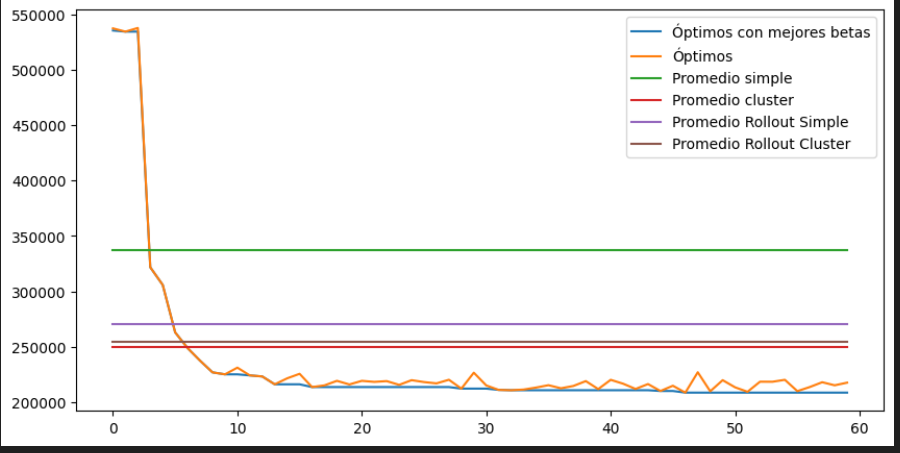 550000
500000
450000
400000
350000
300000
250000
200000
Óptimos con mejores betas
Óptimos
Promedio simple
Promedio cluster
Promedio Rollout Simple
Promedio Rollout Cluster
0 10 20 30 40 50 60